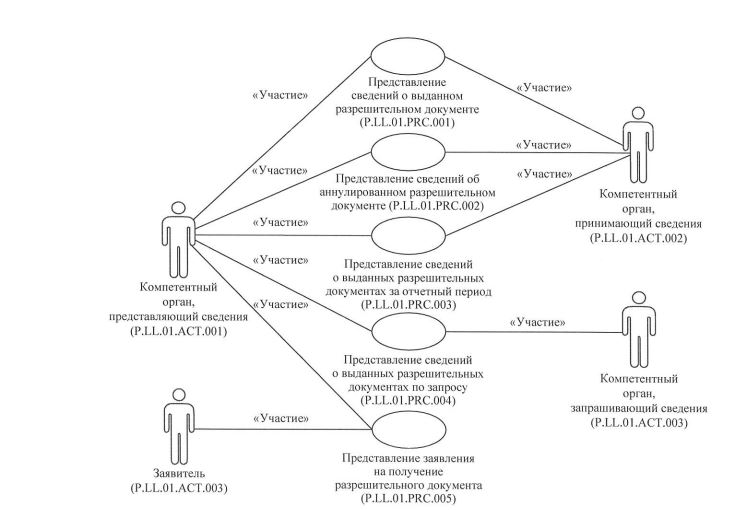 Представление
сведений о выданном
разрешительном документе
(P.LL.01.PRC.001)
«Участие»
«Участие»
«Участие»
Представление сведений об
аннулированном разрешительном
документе (P.LL.01.PRC.002)
«Участие»
«Участие»
Компетентный
орган,
принимающий сведения
(P.LL.01.ACT.002)
«Участие»
Представление сведений
о выданных разрешительных
документах за отчетный период
(P.LL.01.PRC.003)
«Участие»
Компетентный
орган,
представляющий сведения
(P.LL.01.ACT.001)
«Участие»
«Участие»
Представление сведений
о выданных разрешительных
документах по запросу
(P.LL.01.PRC.004)
Компетентный
орган,
запрашивающий сведения
(P.LL.01.ACT.003)
«Участие»
Заявитель
(P.LL.01.ACT.003)
Представление заявления
на получение
разрешительного документа
(P.LL.01.PRC.005)